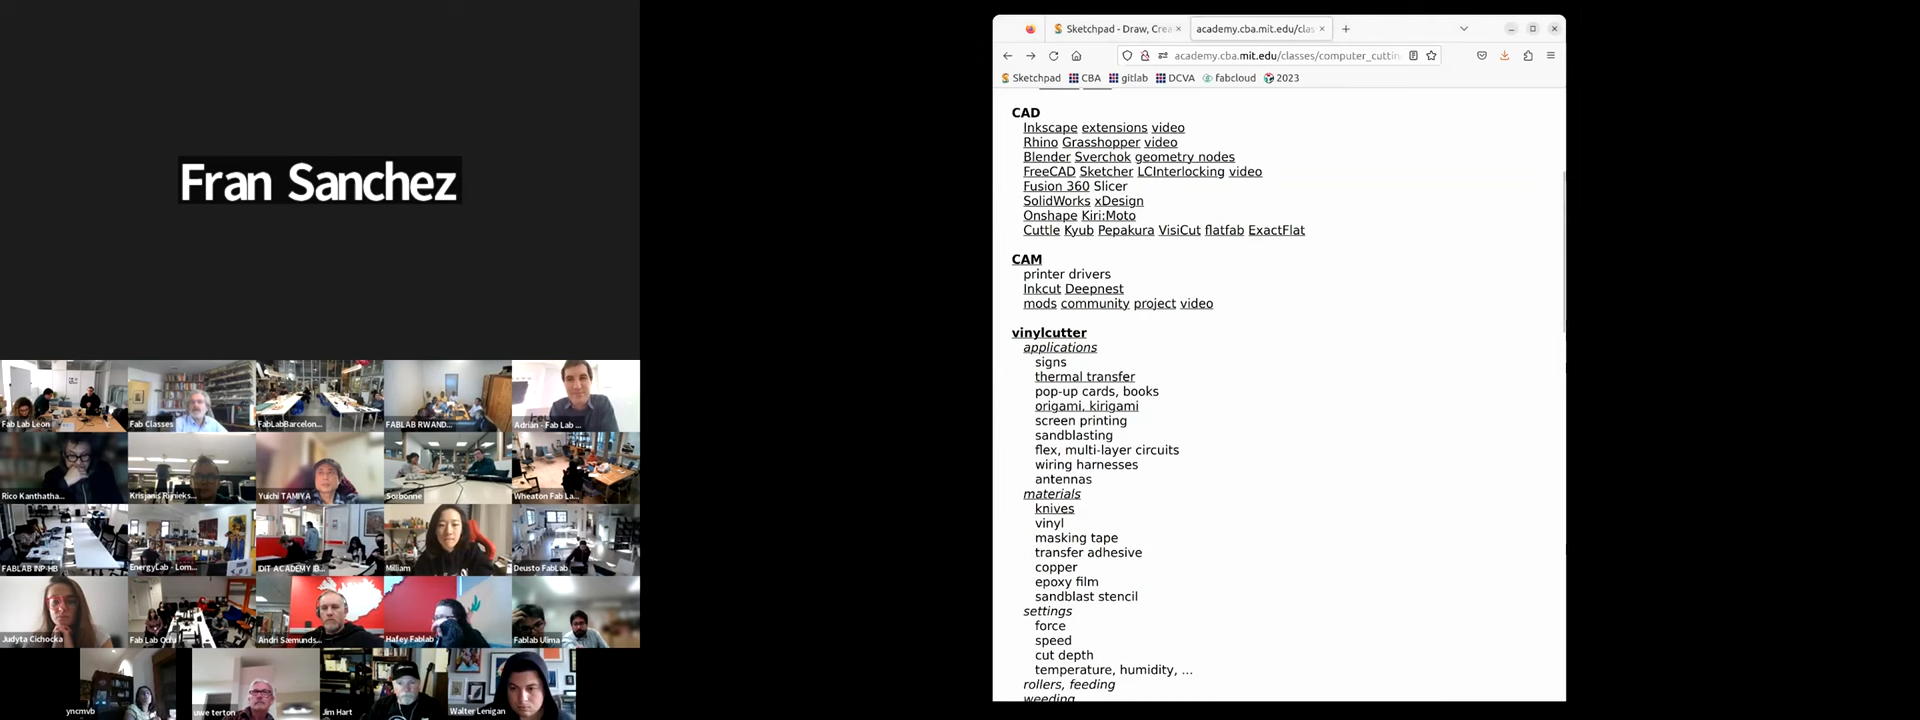 Fran Sanchez
Fab Lab Leon
Fab Classes
FabLabBarcelon...
FABLAB RWAND...
Adrián - Fab Lab ...
Rico Kanthatha...
Krisjanis Rijnieks...
Yuichi TAMIYA
Sorbonne
Wheaton Fab La...
FABLAB INP-HB
EnergyLab - Lom...
Milliam
Deusto FabLab
Judyta Cichocka
Fab Lab Oulu
Andri Sæmunds...
Hafey Fablab
Fablab Ulima
yncmvb
uwe terton
Jim Hart
Walter Lenigan
Sketchpad - Draw, Crea
academy.cba.mit.edu/clas
academy.cba.mit.edu/classes/computer_cuttin
Sketchpad CBA gitlab DCVA fabcloud 2023
CAD
Inkscape extensions video
Rhino Grasshopper video
Blender Sverchok geometry nodes
FreeCAD Sketcher LCInterlocking video
Fusion 360 Slicer
SolidWorks xDesign
Onshape Kiri:Moto
Cuttle Kyub Pepakura VisiCut flatfab ExactFlat
CAM
printer drivers
Inkcut Deepnest
mods community project video
vinylcutter
applications
signs
thermal transfer
pop-up cards, books
origami, kirigami
screen printing
sandblasting
flex, multi-layer circuits
wiring harnesses
antennas
materials
knives
vinyl
masking tape
transfer adhesive
copper
epoxy film
sandblast stencil
settings
force
speed
cut depth
temperature, humidity, ...
rollers, feeding
weeding